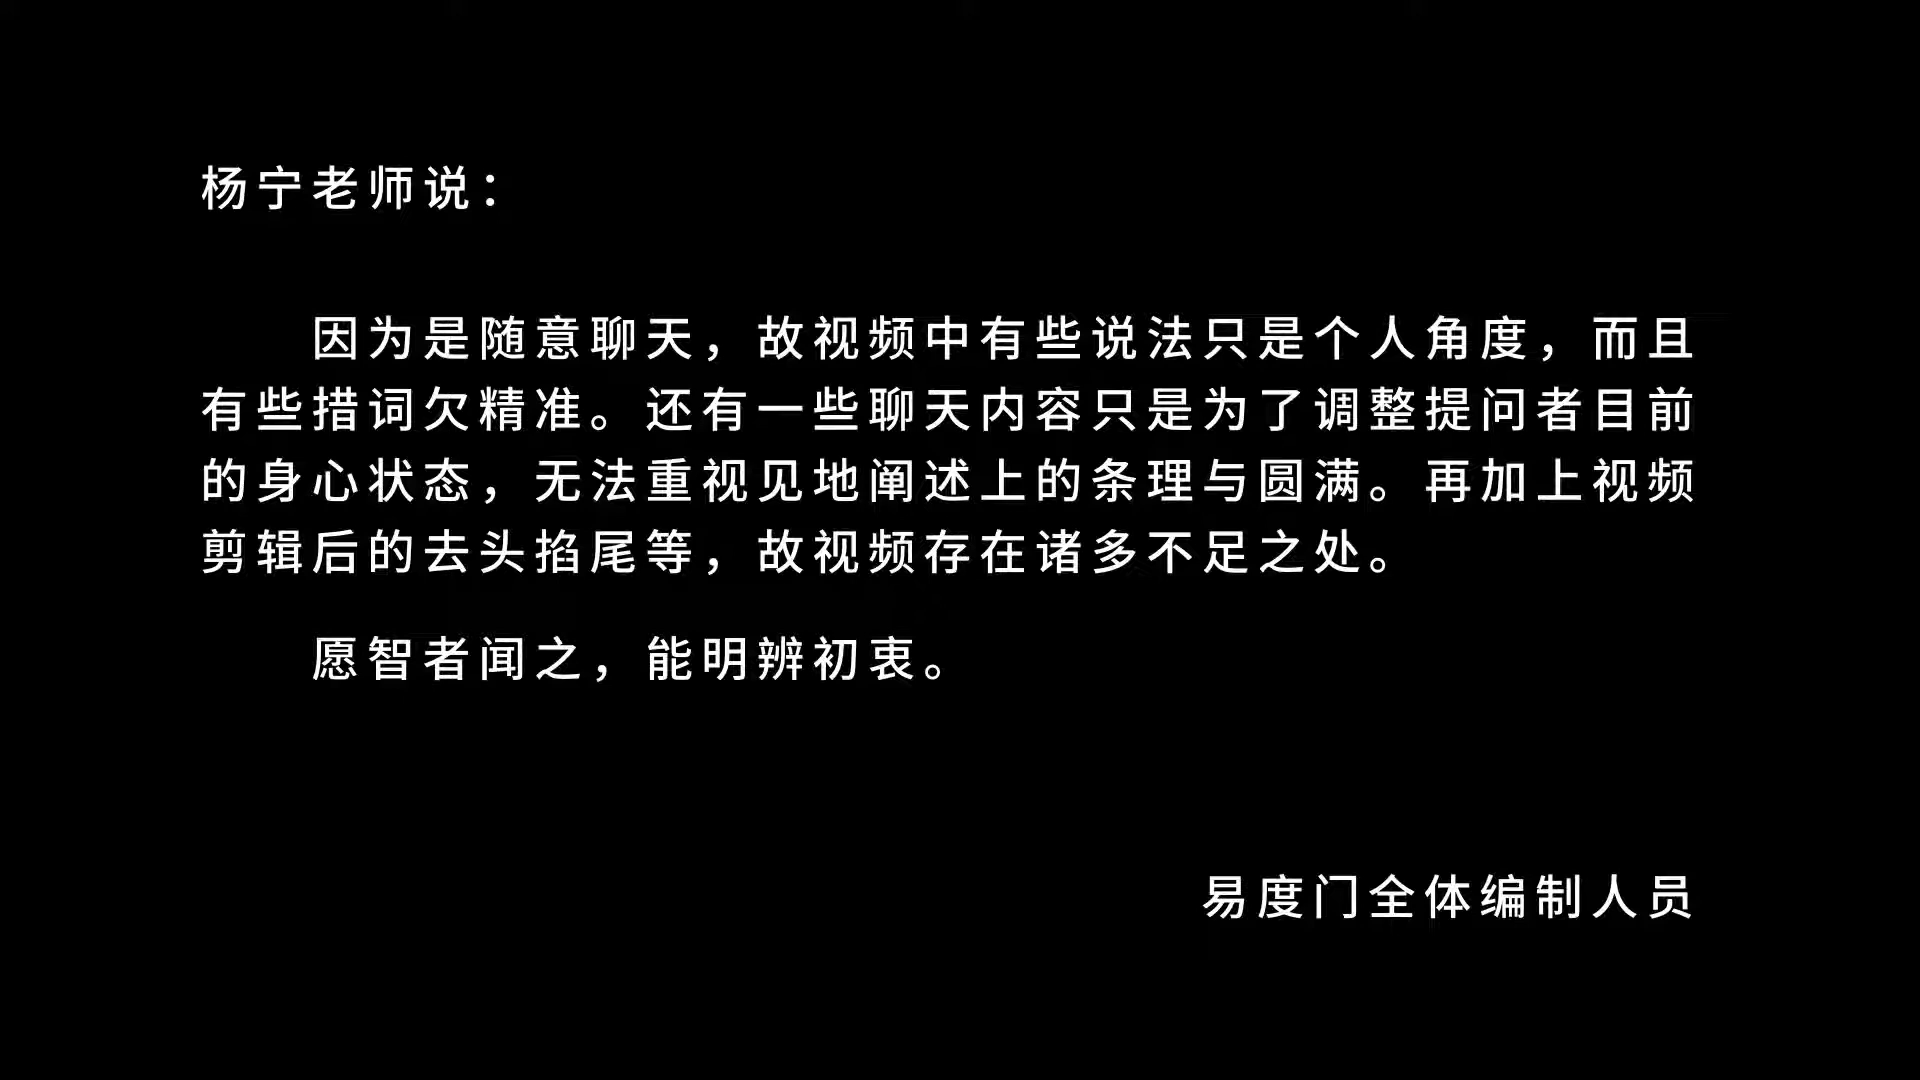 杨宁老师说：
因为是随意聊天，故视频中有些说法只是个人角度，而且
有些措词欠精准。还有一些聊天内容只是为了调整提问者目前
的身心状态，无法重视见地阐述上的条理与圆满。再加上视频
剪辑后的去头掐尾等，故视频存在诸多不足之处。
愿智者闻之，能明辨初衷。
易度门全体编制人员